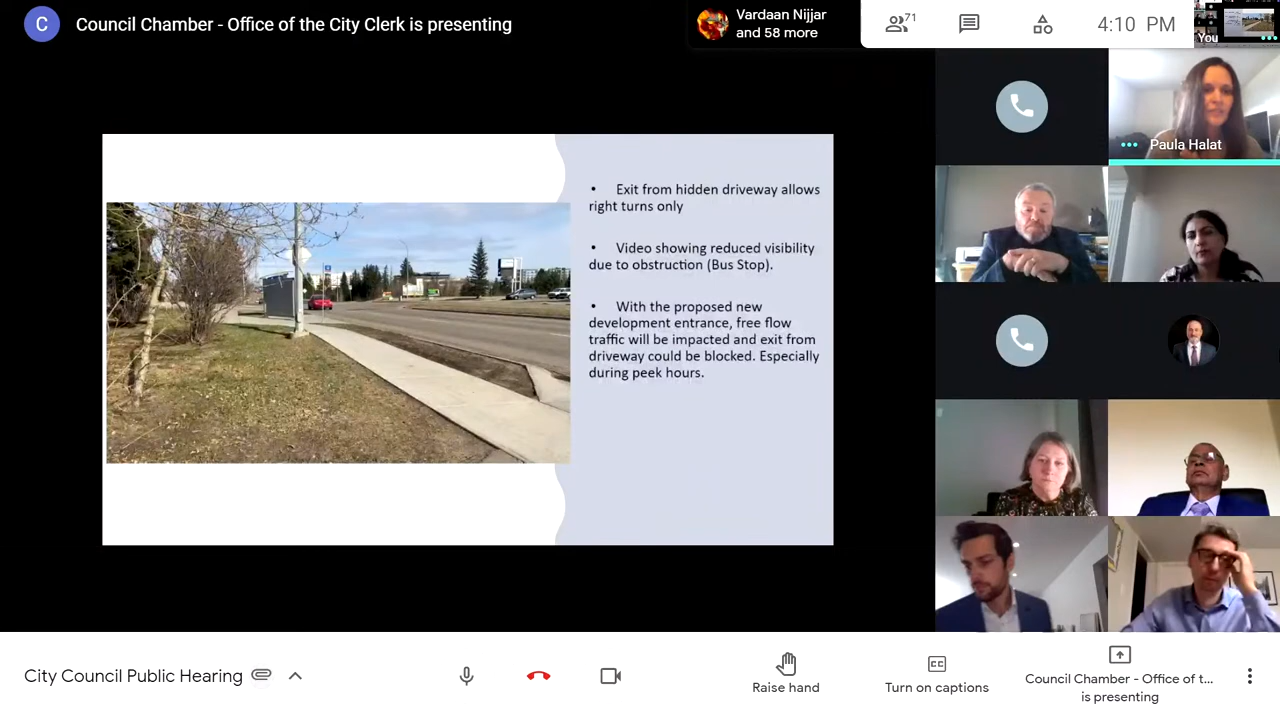 C
Council Chamber - Office of the City Clerk is presenting
Vardaan Nijjar
and 58 more
71
4:10 PM
You
Paula Halat
• Exit from hidden driveway allows
right turns only
• Video showing reduced visibility
due to obstruction (Bus Stop).
• With the proposed new
development entrance, free flow
traffic will be impacted and exit from
driveway could be blocked. Especially
during peek hours.
City Council Public Hearing
Raise hand
CC
Turn on captions
Council Chamber - Office of t...
is presenting